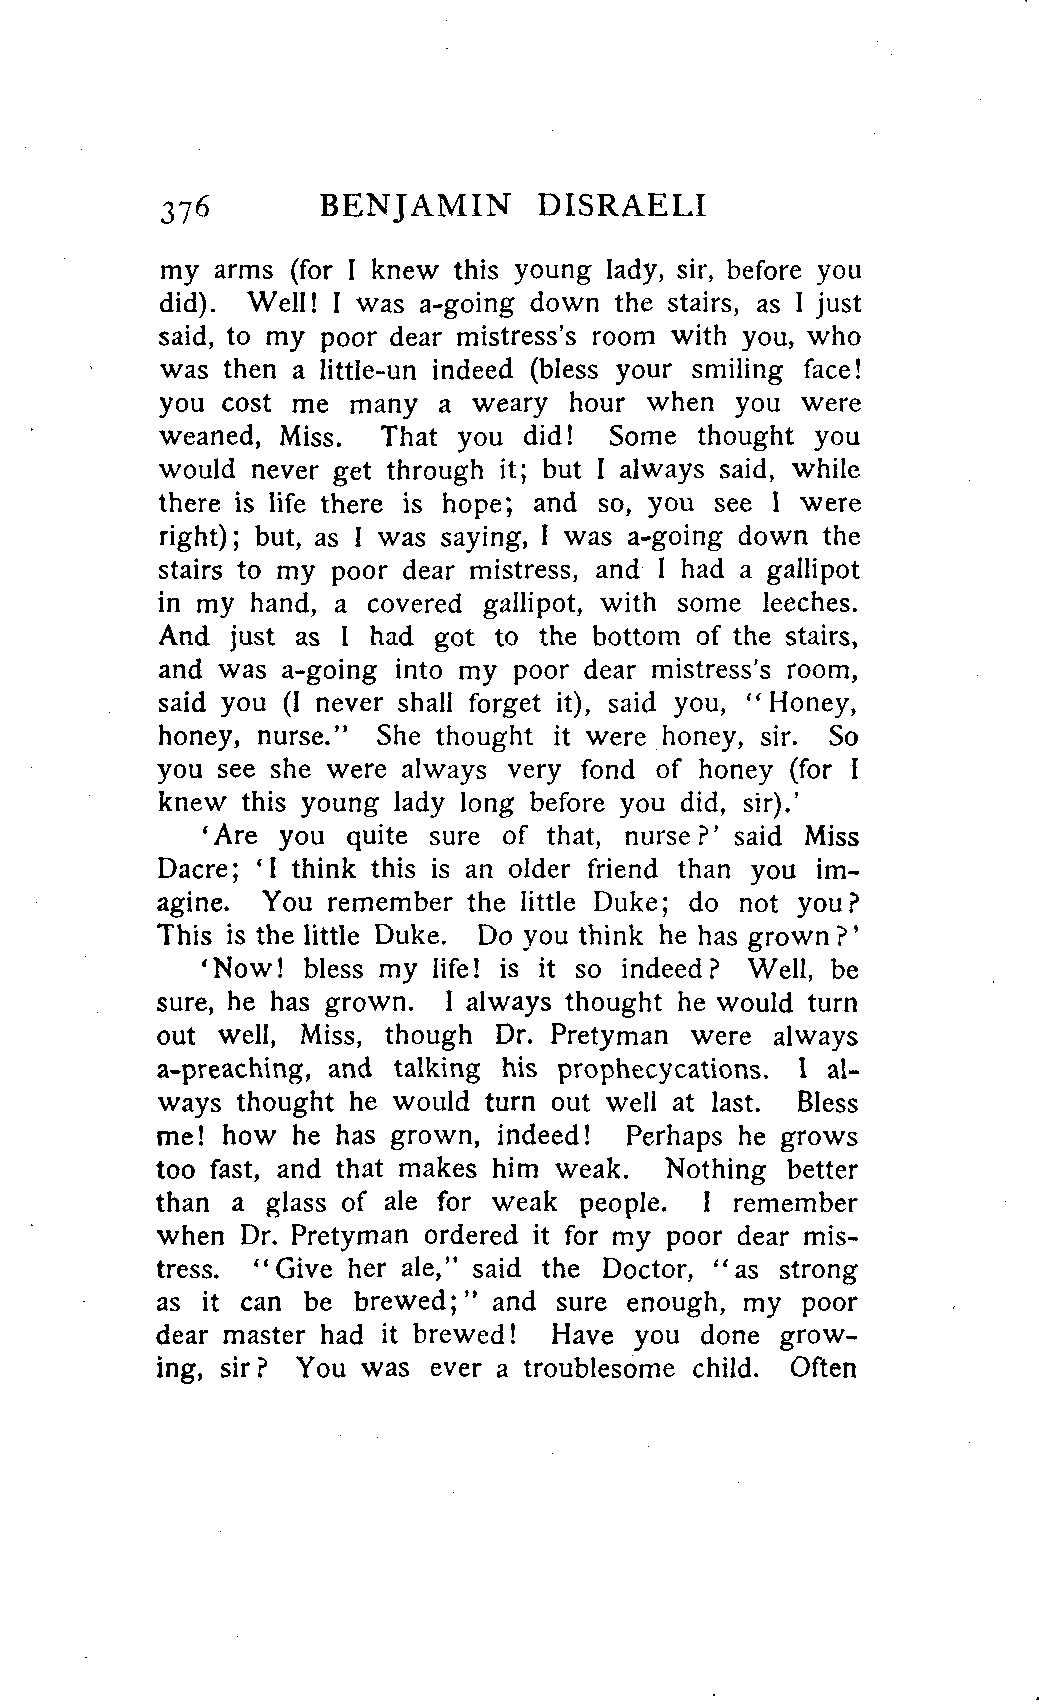 376 BENJAMIN DISRAELI
my arms (for I knew this young lady, sir, before you
did). Well! I was a-going down the stairs, as I just
said, to my poor dear mistress's room with you, who
was then a little-un indeed (bless your smiling face!
you cost me many a weary hour when you were
weaned, Miss. That you did! Some thought you
would never get through it; but I always said, while
there is life there is hope; and so, you see I were
right); but, as I was saying, I was a-going down the
stairs to my poor dear mistress, and I had a gallipot
in my hand, a covered gallipot, with some leeches.
And just as I had got to the bottom of the stairs,
and was a-going into my poor dear mistress's room,
said you (I never shall forget it), said you, "Honey,
honey, nurse." She thought it were honey, sir. So
you see she were always very fond of honey (for I
knew this young lady long before you did, sir).'
'Are you quite sure of that, nurse?' said Miss
Dacre; 'I think this is an older friend than you im-
agine. You remember the little Duke; do not you?
This is the little Duke. Do you think he has grown?'
'Now! bless my life! is it so indeed? Well, be
sure, he has grown. I always thought he would turn
out well, Miss, though Dr. Pretyman were always
a-preaching, and talking his prophecycations. I al-
ways thought he would turn out well at last. Bless
me! how he has grown, indeed! Perhaps he grows
too fast, and that makes him weak. Nothing better
than a glass of ale for weak people. I remember
when Dr. Pretyman ordered it for my poor dear mis-
tress. "Give her ale," said the Doctor, "as strong
as it can be brewed;" and sure enough, my poor
dear master had it brewed! Have you done grow-
ing, sir? You was ever a troublesome child. Often